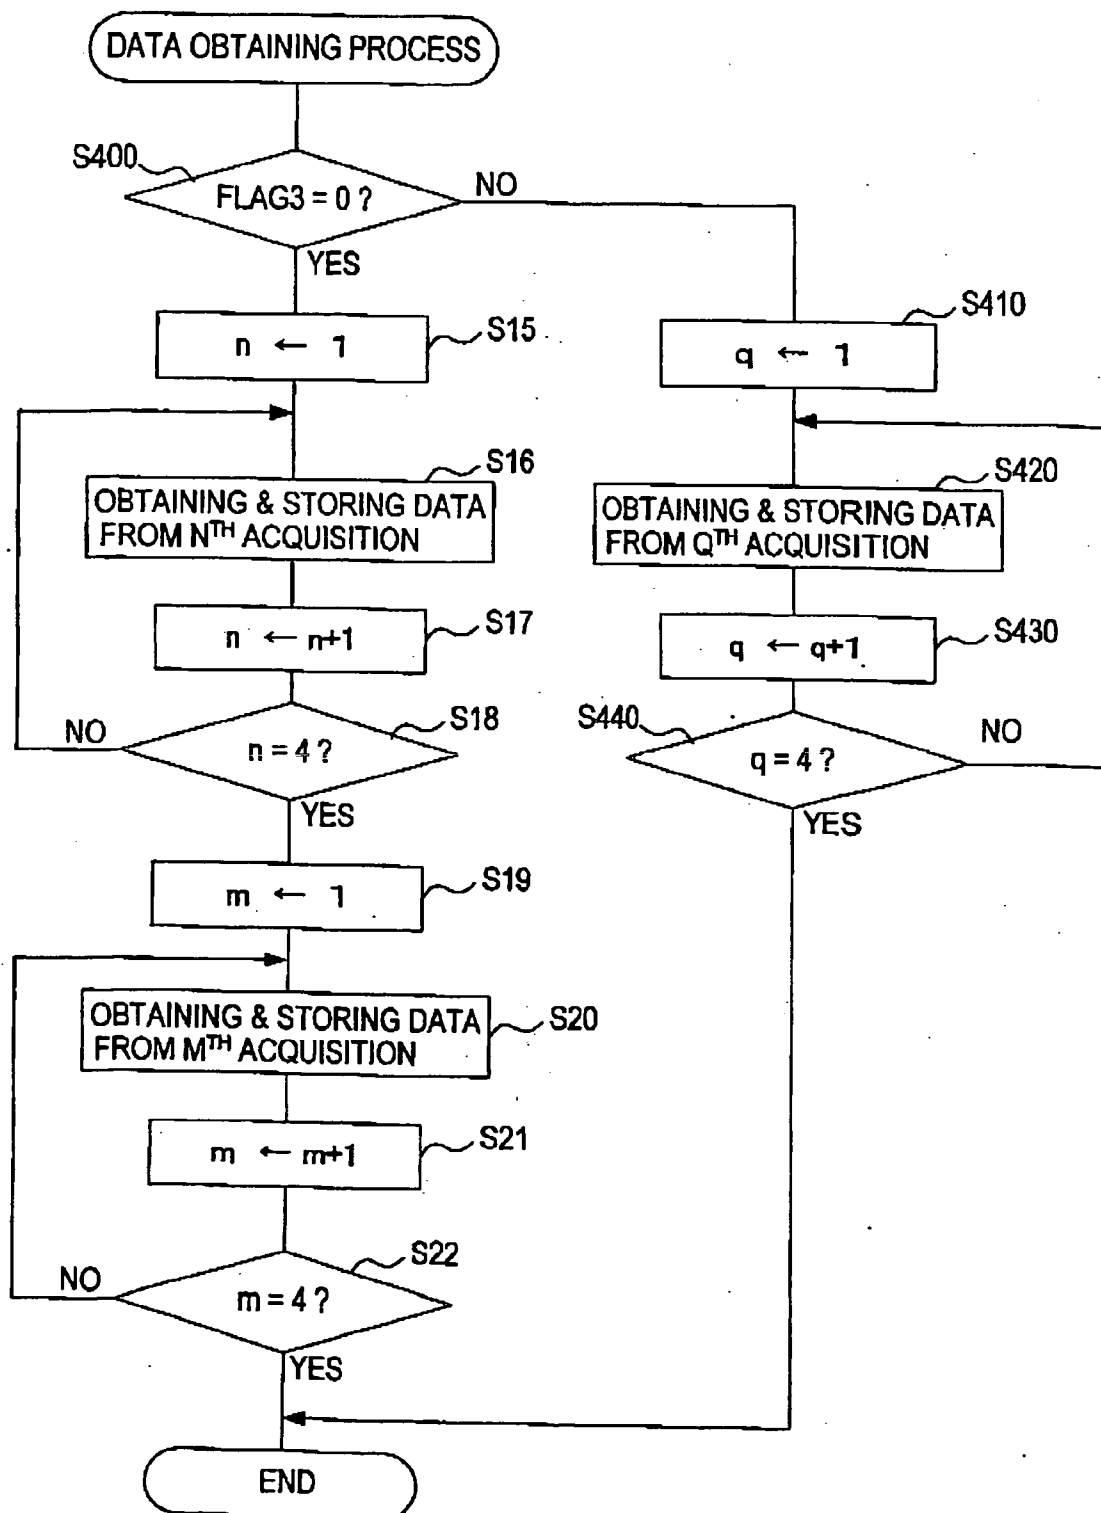 DATA OBTAINING PROCESS
S400
FLAG3 = 0 ?
NO
YES
n ← 1
S15
q ← 1
S410
S16
OBTAINING & STORING DATA
FROM NTH ACQUISITION
S420
OBTAINING & STORING DATA
FROM QTH ACQUISITION
n ← n+1
S17
q ← q+1
S430
S18
n = 4 ?
NO
YES
S440
q = 4 ?
NO
YES
m ← 1
S19
OBTAINING & STORING DATA
FROM MTH ACQUISITION
S20
m ← m+1
S21
S22
m = 4 ?
NO
YES
END